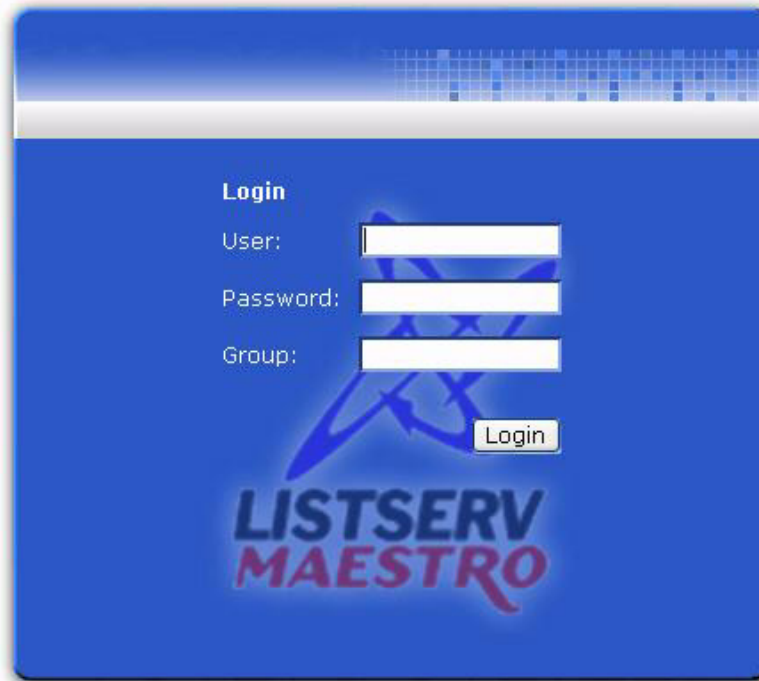 Login
User:
Password:
Group:
Login
LISTSERV
MAESTRO